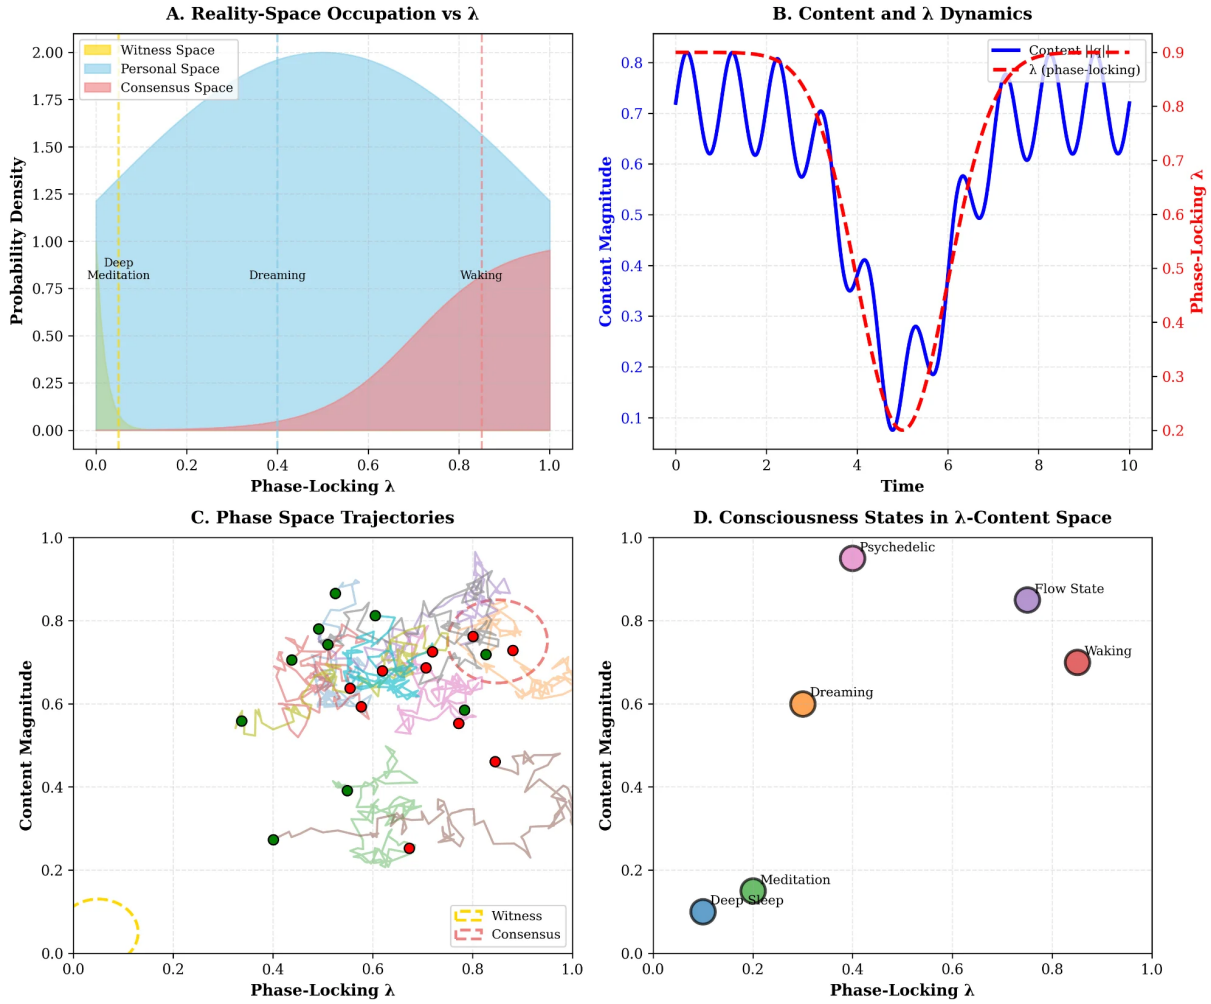 A. Reality-Space Occupation vs λ
Witness Space
Personal Space
Consensus Space
Deep
Meditation
Dreaming
Waking
Probability Density
2.00
1.75
1.50
1.25
1.00
0.75
0.50
0.25
0.00
0.0 0.2 0.4 0.6 0.8 1.0
Phase-Locking λ
B. Content and λ Dynamics
Content ||q||
λ (phase-locking)
Content Magnitude
0.8
0.7
0.6
0.5
0.4
0.3
0.2
0.1
0.9
0.8
0.7
0.6
0.5
0.4
0.3
0.2
Phase-Locking λ
0 2 4 6 8 10
Time
C. Phase Space Trajectories
Content Magnitude
1.0
0.8
0.6
0.4
0.2
0.0
Witness
Consensus
0.0 0.2 0.4 0.6 0.8 1.0
Phase-Locking λ
D. Consciousness States in λ-Content Space
Content Magnitude
1.0
0.8
0.6
0.4
0.2
0.0
Psychedelic
Flow State
Waking
Dreaming
Meditation
Deep Sleep
0.0 0.2 0.4 0.6 0.8 1.0
Phase-Locking λ